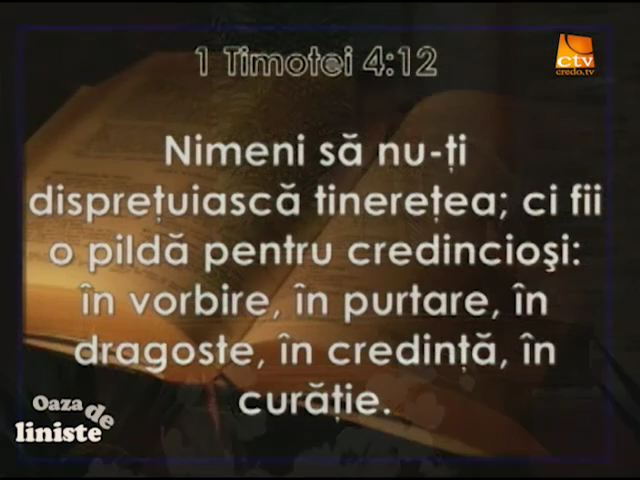 1 Timotei 4:12
ctv
credo.tv
Nimeni să nu-ți
disprețuiască tinerețea; ci fii
o pildă pentru credincioşi:
în vorbire, în purtare, în
dragoste, în credință, în
curăție.
Oaza
de
liniste